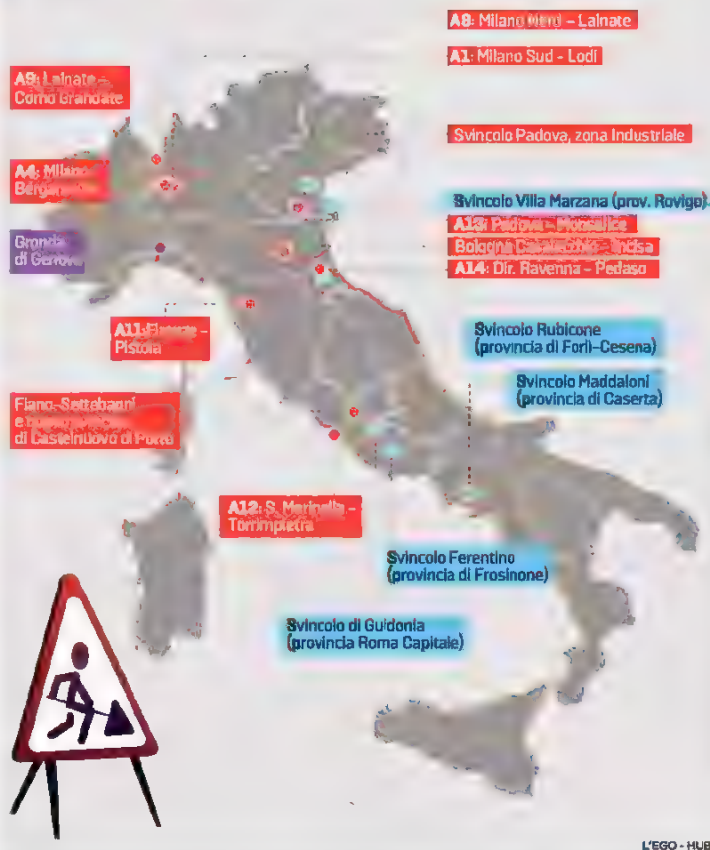 A8: Milano Nord - Lainate
A1: Milano Sud - Lodi
A9: Lainate -
Como Grandate
Svincolo Padova, zona Industriale
A4: Milano
Svincolo Villa Marzana (prov. Rovigo)
A13: Padova - Monselice
Bologna Casalecchio - Incisa
A14: Dir. Ravenna - Pedaso
Gronda
di Genova
A11: Firenze -
Pistoia
Svincolo Rubicone
(provincia di Forlì-Cesena)
Svincolo Maddaloni
(provincia di Caserta)
Fiano-Settebagni
e
di Castelnuovo di Porto
A12: S. Marinella -
Torrimpietra
Svincolo Ferentino
(provincia di Frosinone)
Svincolo di Guidonia
(provincia Roma Capitale)
L'EGO - HUB